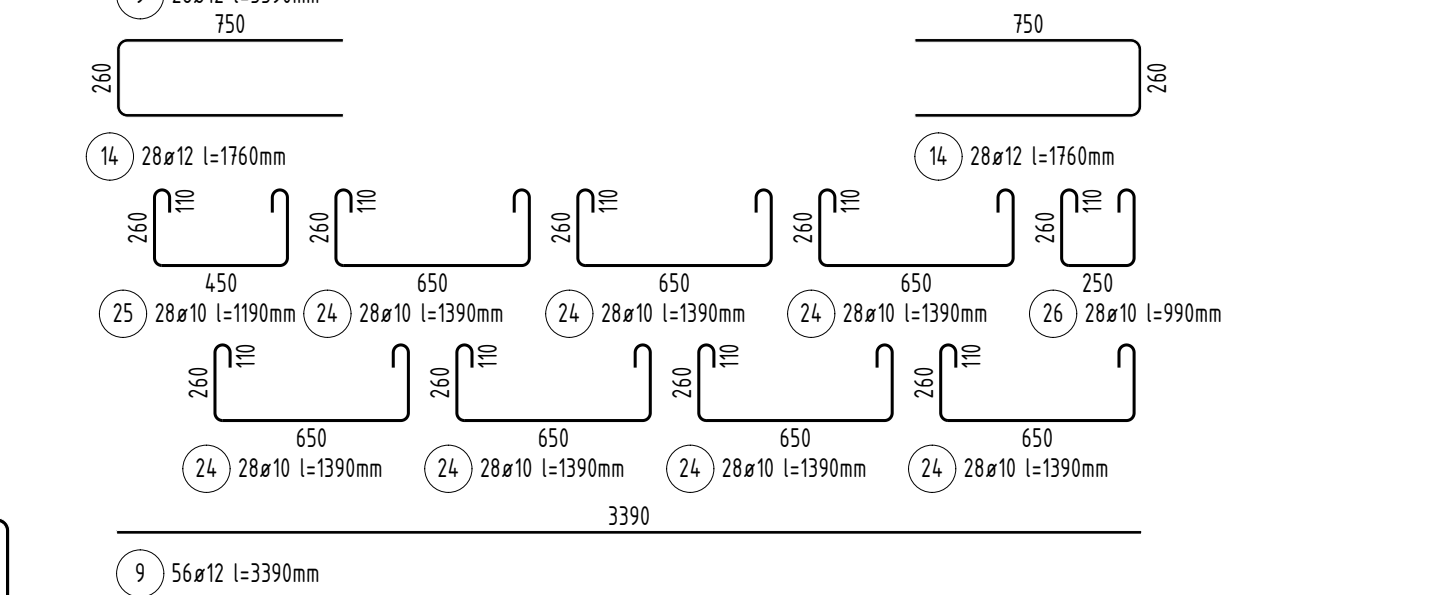 750 750
260 260
14 28ø12 l=1760mm 14 28ø12 l=1760mm
260 110 260 110 260 110 260 110 260 110
450 650 650 650 250
25 28ø10 l=1190mm 24 28ø10 l=1390mm 24 28ø10 l=1390mm 24 28ø10 l=1390mm 26 28ø10 l=990mm
260 110 260 110 260 110 260 110
650 650 650 650
24 28ø10 l=1390mm 24 28ø10 l=1390mm 24 28ø10 l=1390mm 24 28ø10 l=1390mm
3390
9 56ø12 l=3390mm